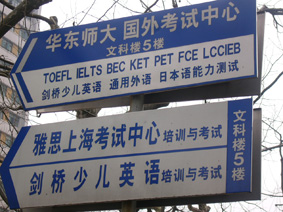 华东师大国外考试中心
文科楼5楼
TOEFL IELTS BEC KET PET FCE LCCIEB
剑桥少儿英语 通用外语 日本语能力测试
雅思上海考试中心 培训与考试
剑桥少儿英语 培训与考试
文科楼5楼